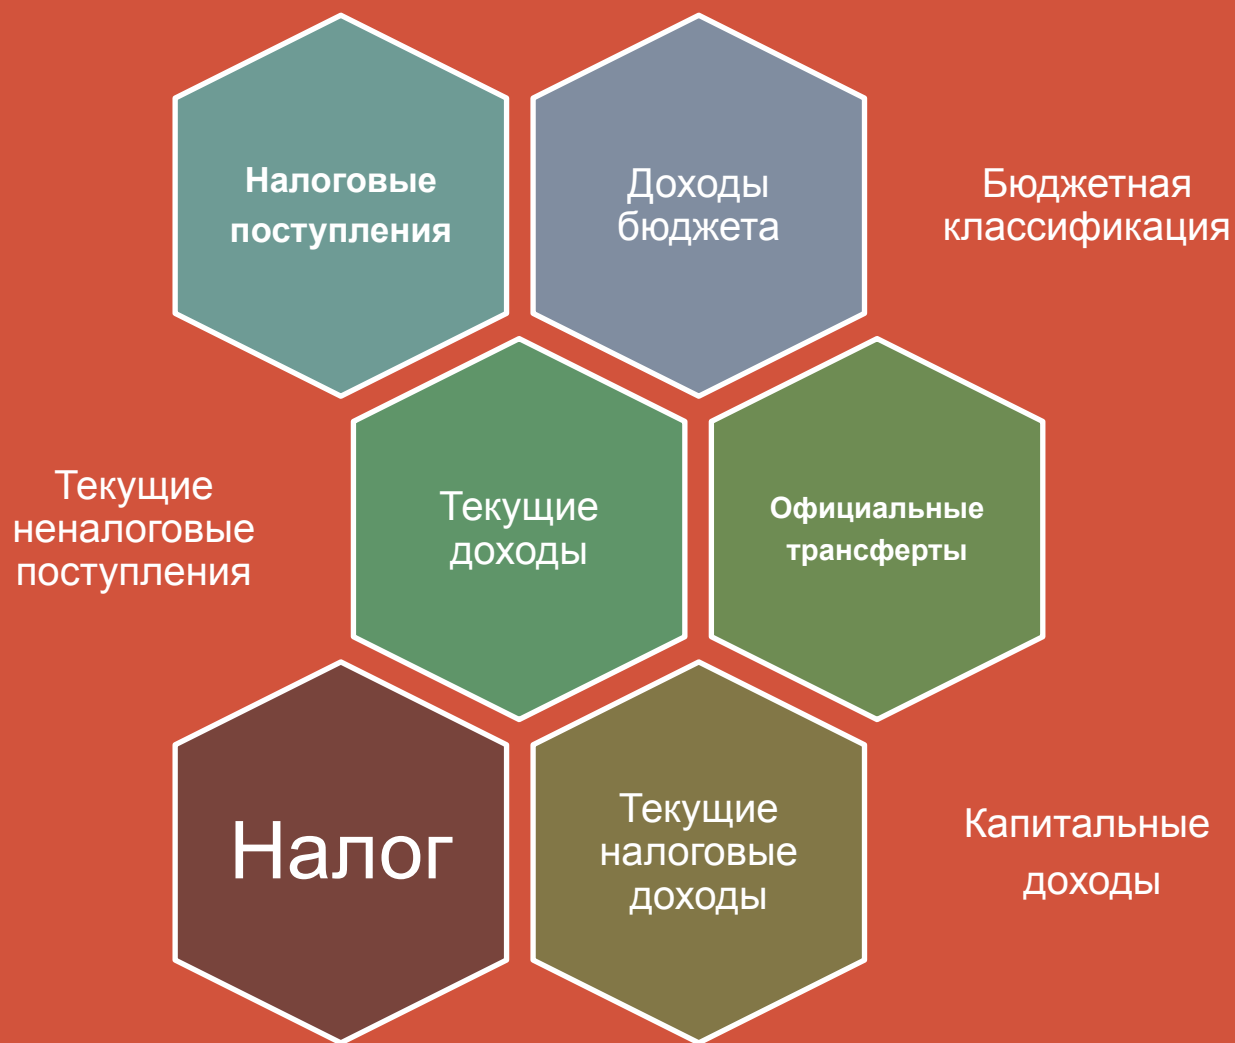 Налоговые
поступления
Доходы
бюджета
Бюджетная
классификация
Текущие
неналоговые
поступления
Текущие
доходы
Официальные
трансферты
Налог
Текущие
налоговые
доходы
Капитальные
доходы